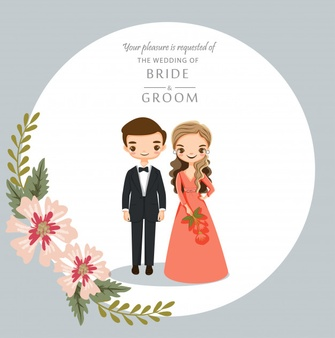 Your pleasure is requested of
THE WEDDING OF
BRIDE
&
GROOM